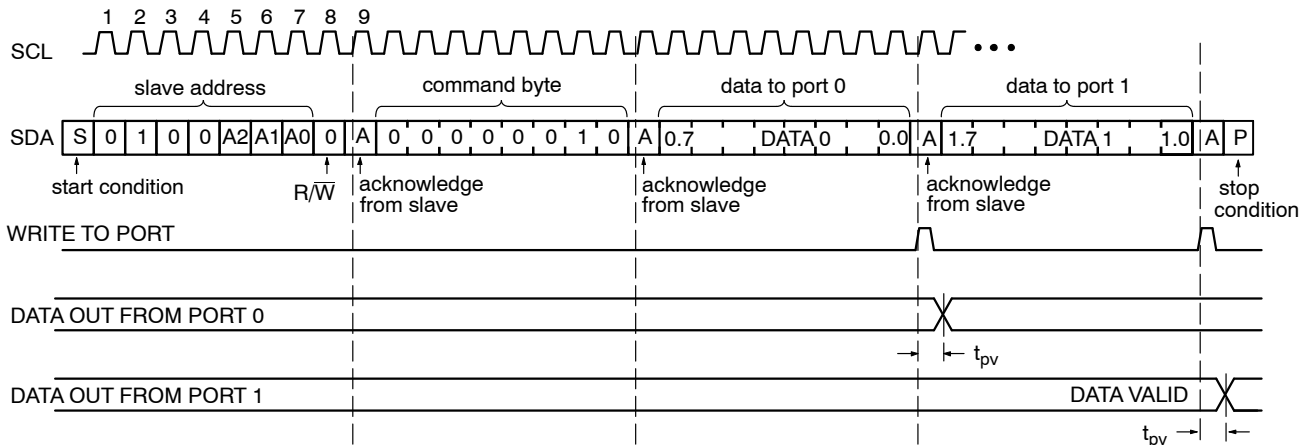 1 2 3 4 5 6 7 8 9
SCL
slave address command byte data to port 0 data to port 1
SDA S 0 1 0 0 A2 A1 A0 0 A 0 0 0 0 0 0 1 0 A 0.7 DATA 0 0.0 A 1.7 DATA 1 1.0 A P
start condition R/W̅ acknowledge from slave acknowledge from slave acknowledge from slave stop condition
WRITE TO PORT
DATA OUT FROM PORT 0
tpv
DATA OUT FROM PORT 1 DATA VALID
tpv